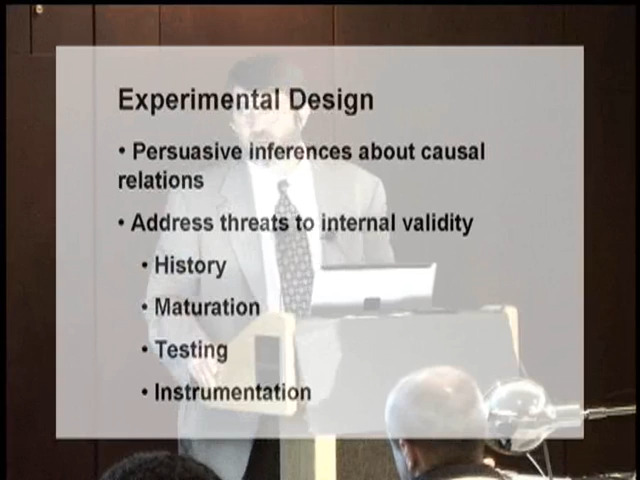 Experimental Design
• Persuasive inferences about causal
relations
• Address threats to internal validity
• History
• Maturation
• Testing
• Instrumentation